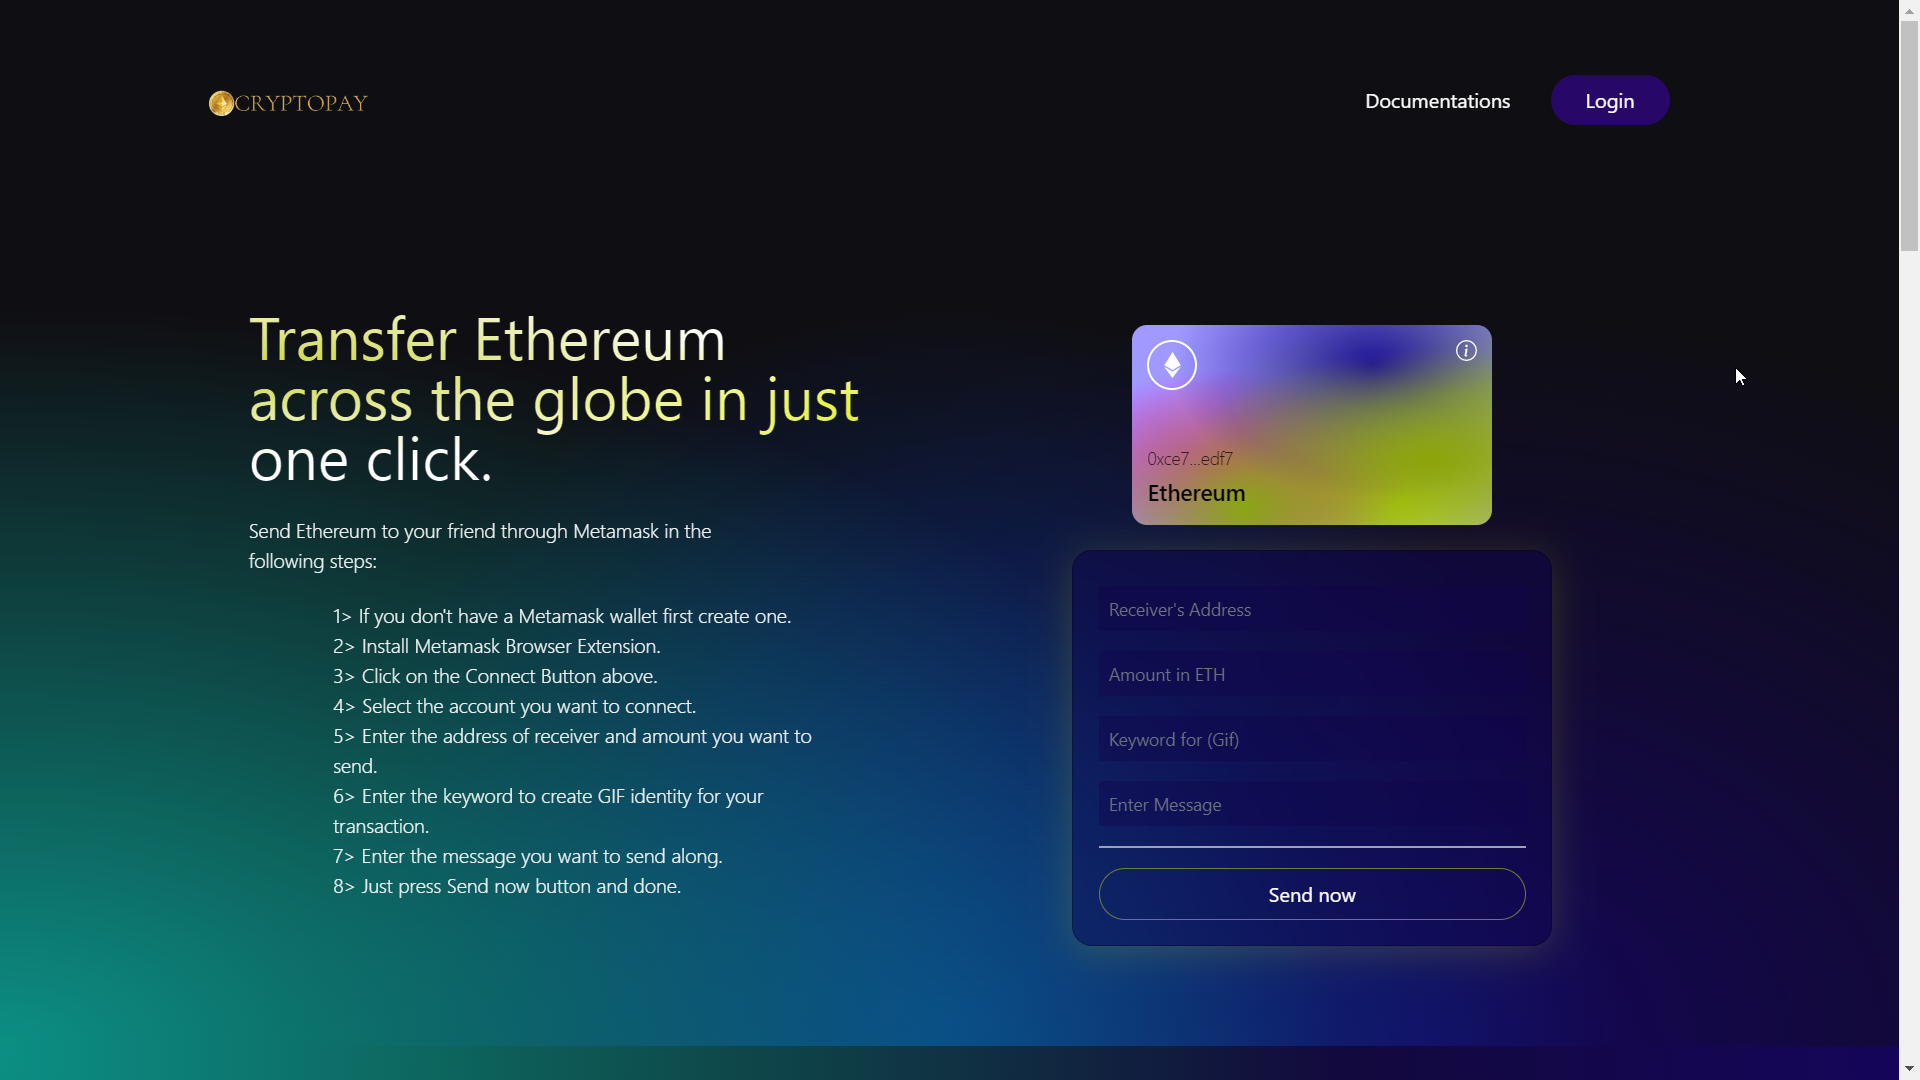 CRYPTOPAY
Documentations
Login
Transfer Ethereum
across the globe in just
one click.
Send Ethereum to your friend through Metamask in the
following steps:
1> If you don't have a Metamask wallet first create one.
2> Install Metamask Browser Extension.
3> Click on the Connect Button above.
4> Select the account you want to connect.
5> Enter the address of receiver and amount you want to
send.
6> Enter the keyword to create GIF identity for your
transaction.
7> Enter the message you want to send along.
8> Just press Send now button and done.
i
0xce7...edf7
Ethereum
Receiver's Address
Amount in ETH
Keyword for (Gif)
Enter Message
Send now